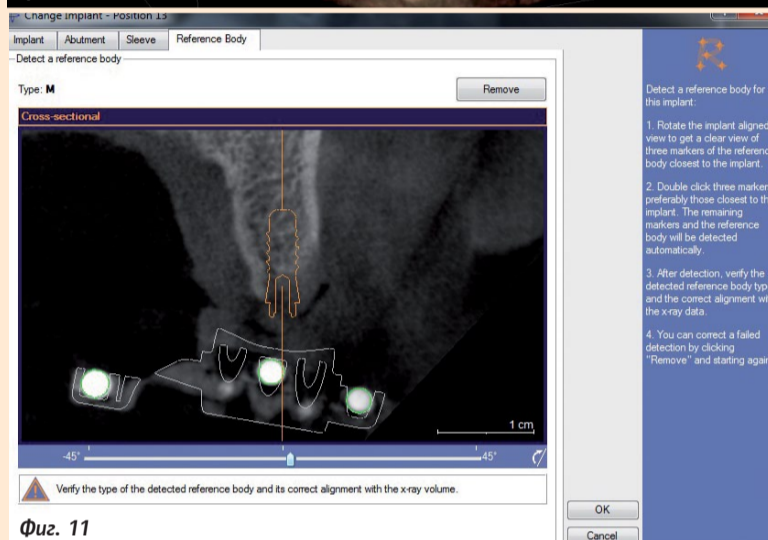 Change Implant - Position 13
Implant Abutment Sleeve Reference Body
Detect a reference body
Type: M
Remove
Cross-sectional
1 cm
-45°
45°
Verify the type of the detected reference body and its correct alignment with the x-ray volume.
OK
Cancel
Detect a reference body for
this implant:
1. Rotate the implant aligned
view to get a clear view of
three markers of the referenc
body closest to the implant.
2. Double click three marker
preferably those closest to th
implant. The remaining
markers and the reference
body will be detected
automatically.
3. After detection, verify the
detected reference body typ
and the correct alignment wi
the x-ray data.
4. You can correct a failed
detection by clicking
"Remove" and starting again
Фиг. 11